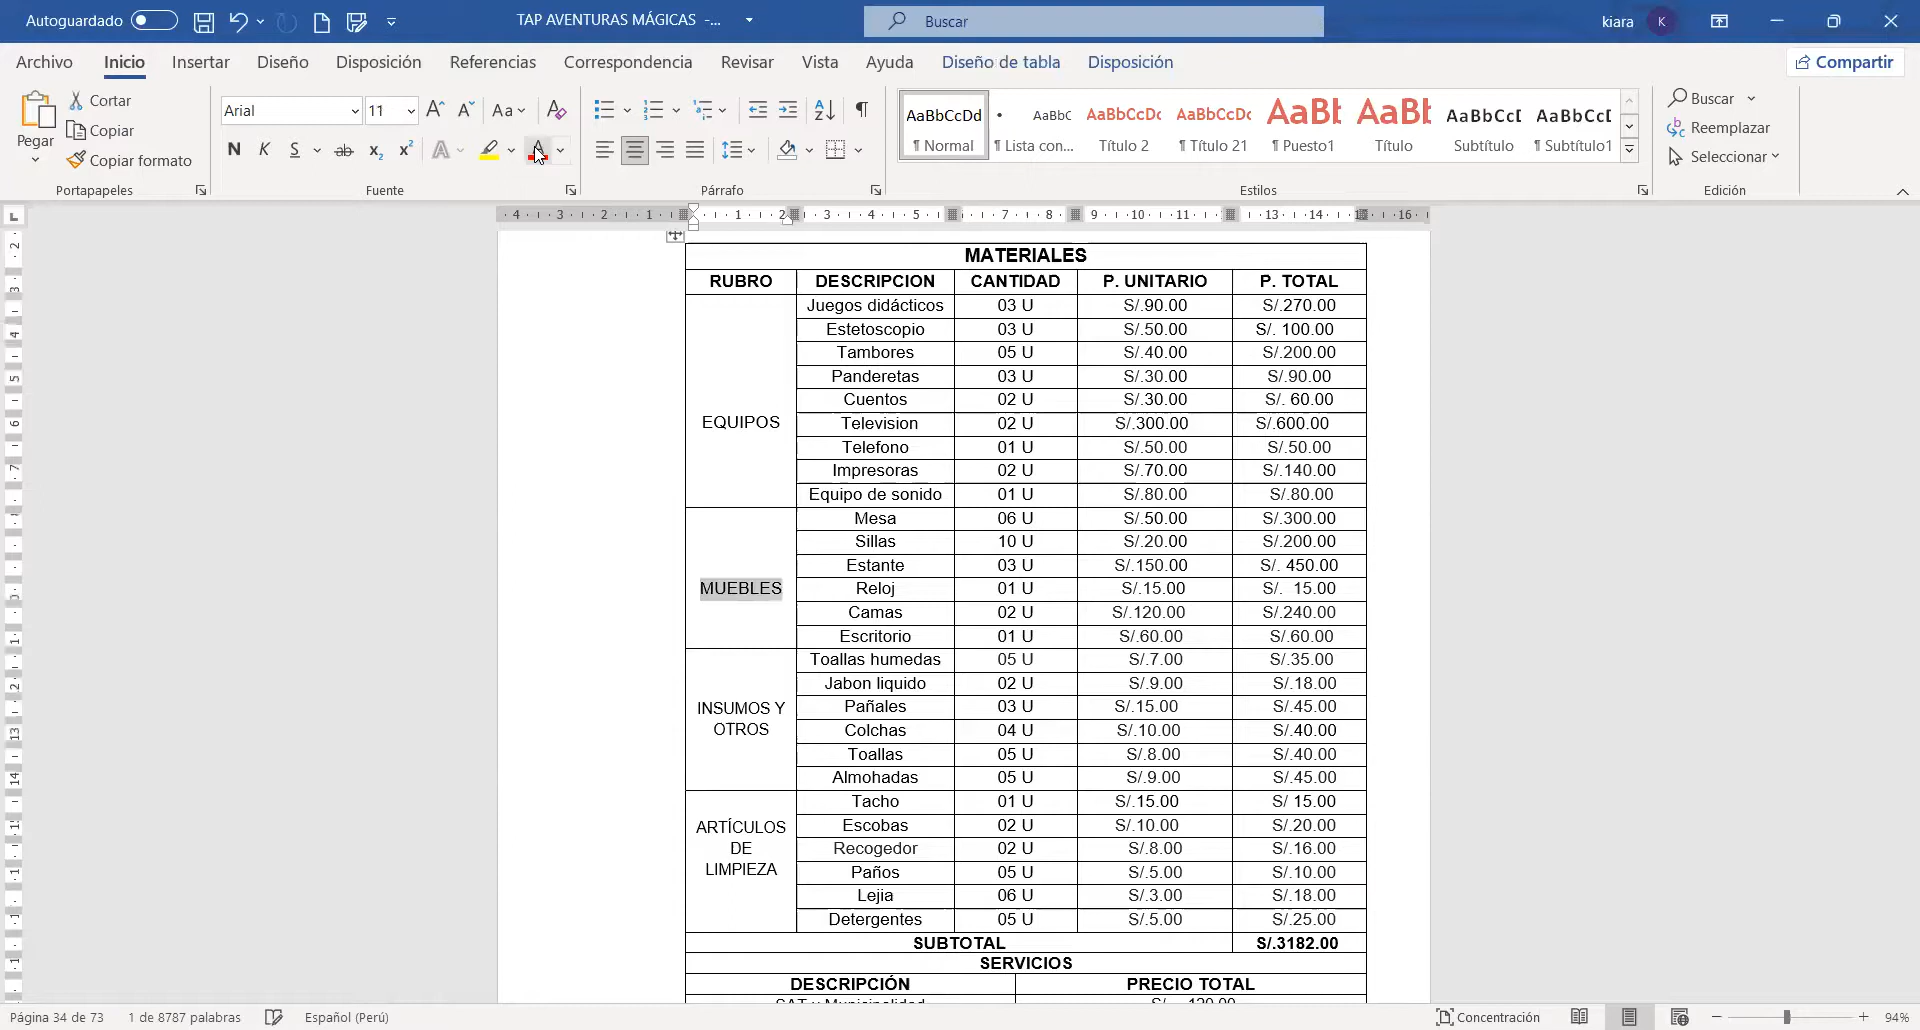 Autoguardado
TAP AVENTURAS MÁGICAS -...
Buscar
kiara K
Archivo Inicio Insertar Diseño Disposición Referencias Correspondencia Revisar Vista Ayuda Diseño de tabla Disposición Compartir
Pegar
Cortar
Copiar
Copiar formato
Portapapeles
Arial 11
Fuente
Párrafo
AaBbCcDd AaBbC AaBbCcDc AaBbCcDc AaBb AaBb AaBbCcD AaBbCcD
¶ Normal ¶ Lista con... Título 2 ¶ Título 21 ¶ Puesto1 Título Subtítulo ¶ Subtítulo1
Estilos
Buscar
Reemplazar
Seleccionar
Edición
MATERIALES
RUBRO DESCRIPCION CANTIDAD P. UNITARIO P. TOTAL
EQUIPOS
Juegos didácticos 03 U S/.90.00 S/.270.00
Estetoscopio 03 U S/.50.00 S/. 100.00
Tambores 05 U S/.40.00 S/.200.00
Panderetas 03 U S/.30.00 S/.90.00
Cuentos 02 U S/.30.00 S/. 60.00
Television 02 U S/.300.00 S/.600.00
Telefono 01 U S/.50.00 S/.50.00
Impresoras 02 U S/.70.00 S/.140.00
Equipo de sonido 01 U S/.80.00 S/.80.00
MUEBLES
Mesa 06 U S/.50.00 S/.300.00
Sillas 10 U S/.20.00 S/.200.00
Estante 03 U S/.150.00 S/. 450.00
Reloj 01 U S/.15.00 S/. 15.00
Camas 02 U S/.120.00 S/.240.00
Escritorio 01 U S/.60.00 S/.60.00
INSUMOS Y
OTROS
Toallas humedas 05 U S/.7.00 S/.35.00
Jabon liquido 02 U S/.9.00 S/.18.00
Pañales 03 U S/.15.00 S/.45.00
Colchas 04 U S/.10.00 S/.40.00
Toallas 05 U S/.8.00 S/.40.00
Almohadas 05 U S/.9.00 S/.45.00
ARTÍCULOS
DE
LIMPIEZA
Tacho 01 U S/.15.00 S/ 15.00
Escobas 02 U S/.10.00 S/.20.00
Recogedor 02 U S/.8.00 S/.16.00
Paños 05 U S/.5.00 S/.10.00
Lejia 06 U S/.3.00 S/.18.00
Detergentes 05 U S/.5.00 S/.25.00
SUBTOTAL S/.3182.00
SERVICIOS
DESCRIPCIÓN PRECIO TOTAL
SAT y Municipalidad S/. 120.00
Página 34 de 73 1 de 8787 palabras Español (Perú) Concentración 94%